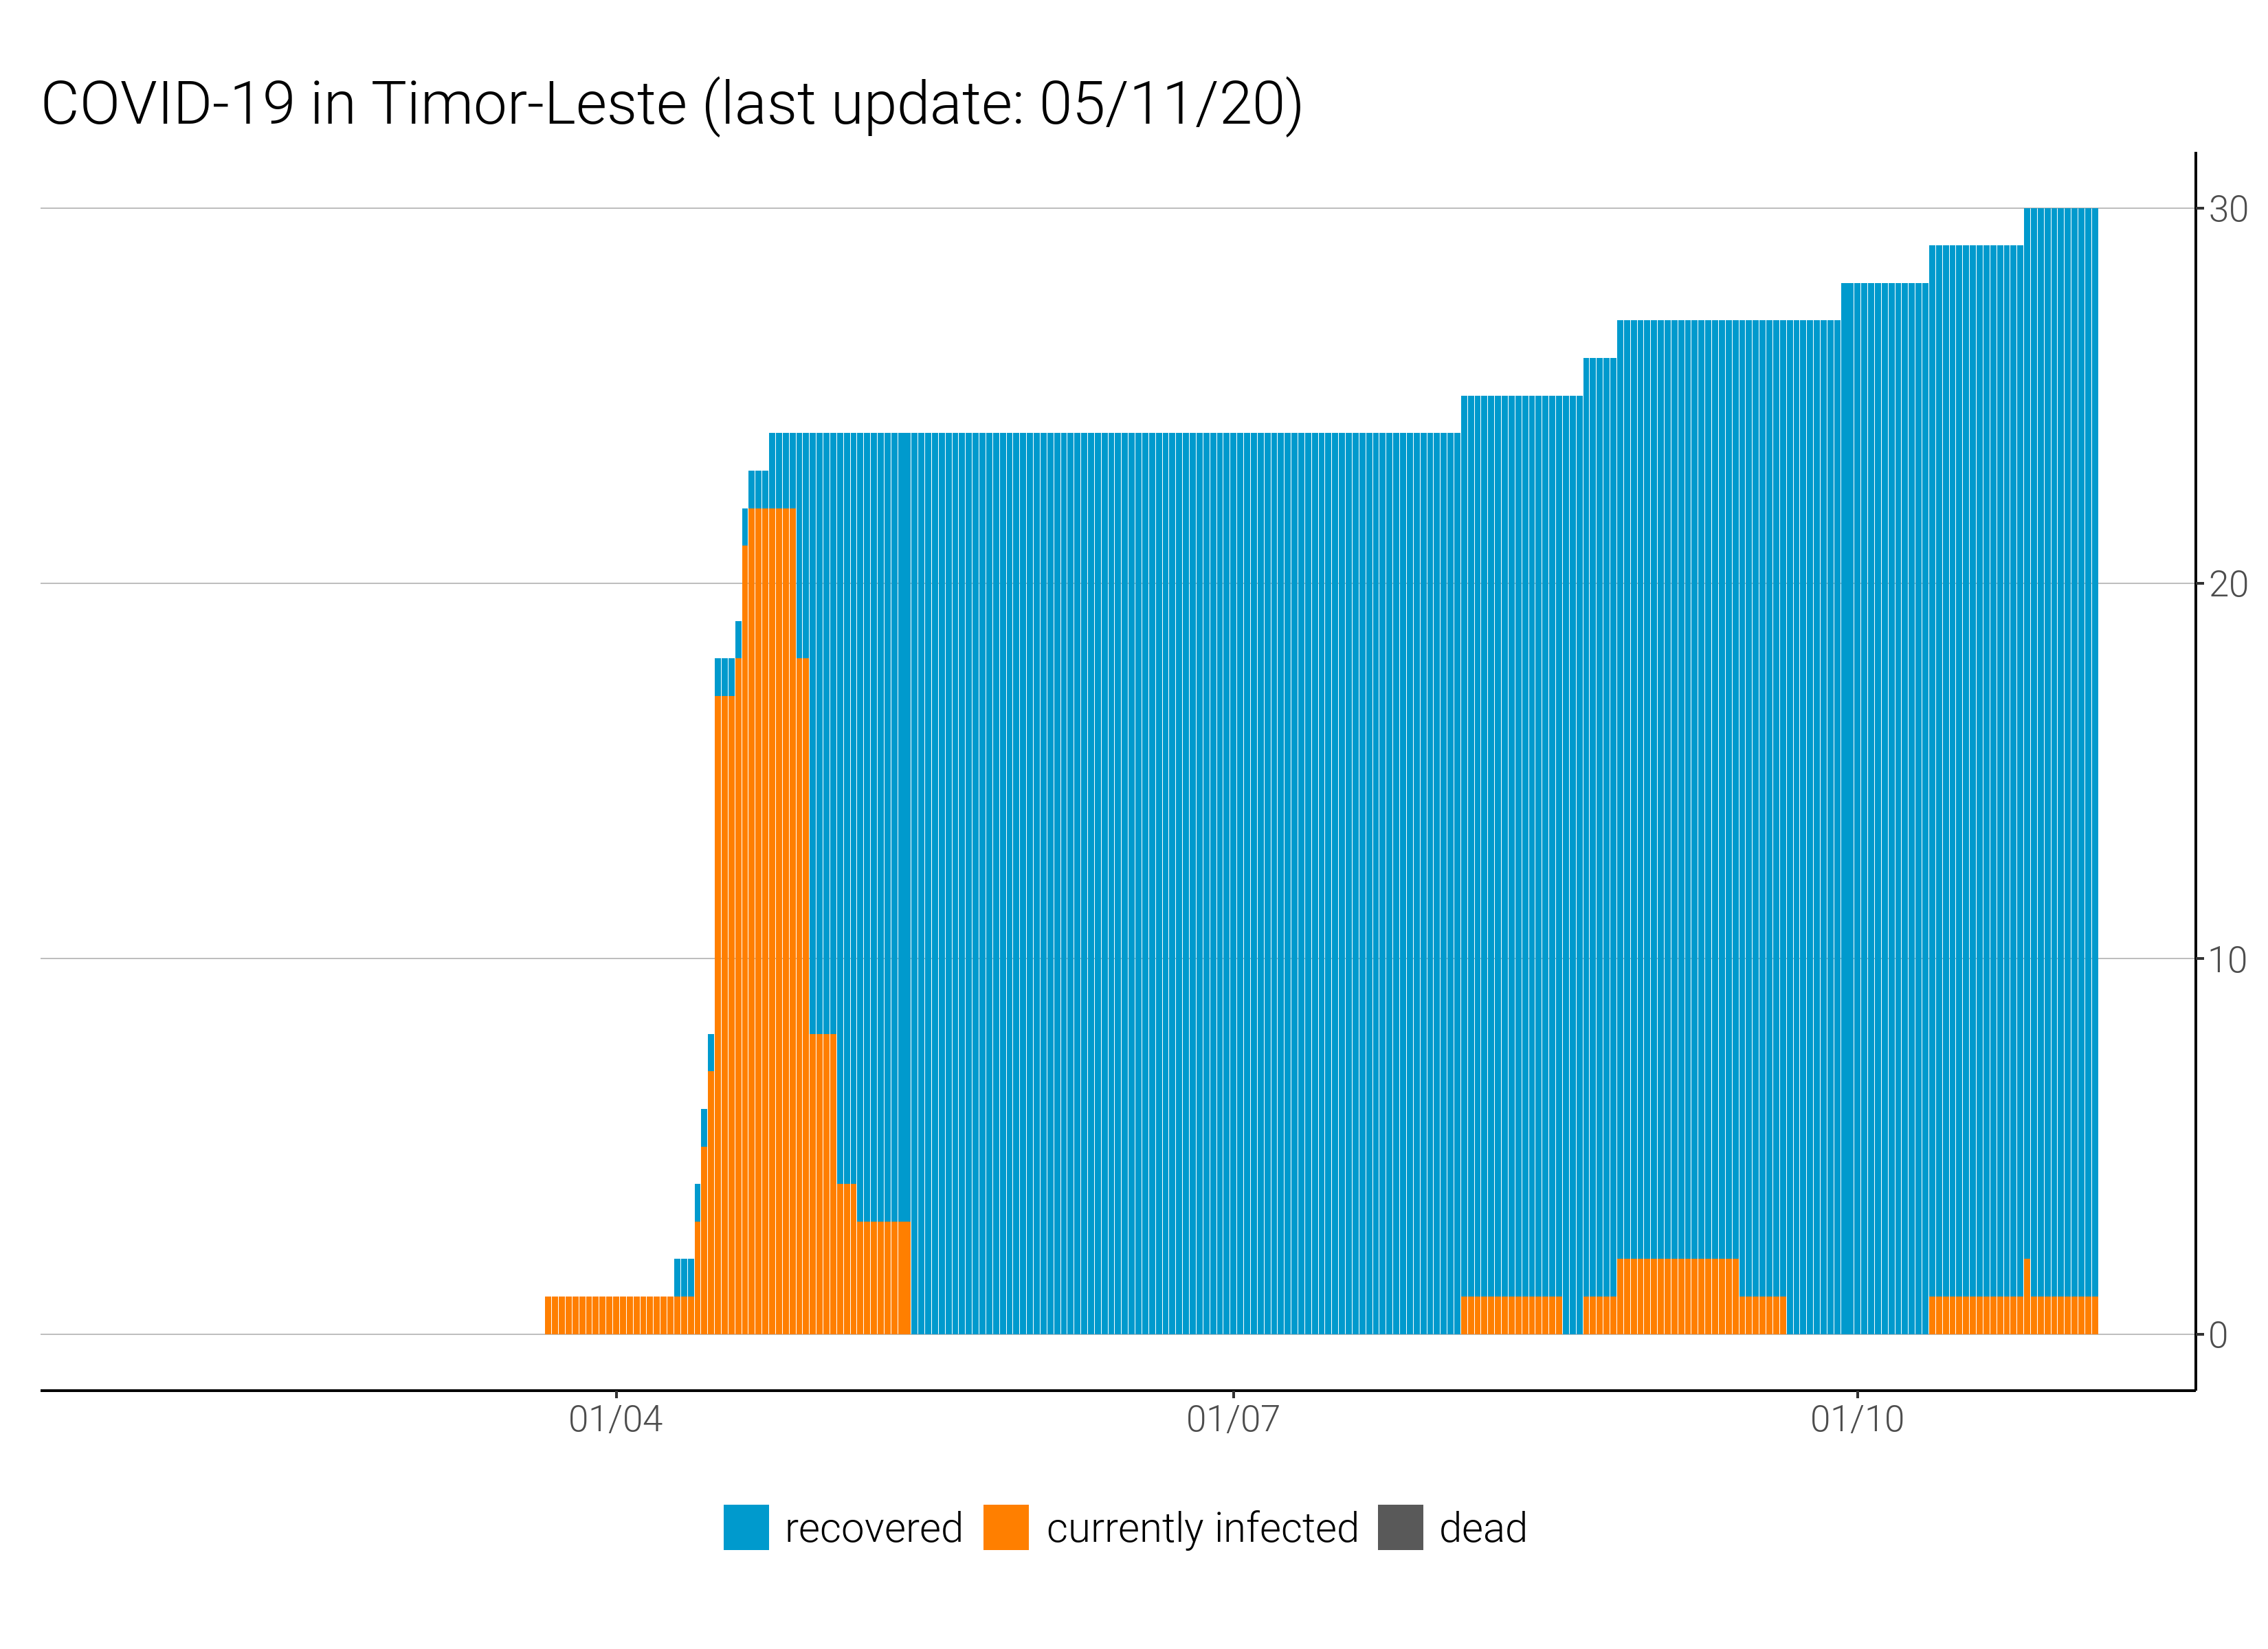 COVID-19 in Timor-Leste (last update: 05/11/20)
30
20
10
0
01/04 01/07 01/10
recovered currently infected dead